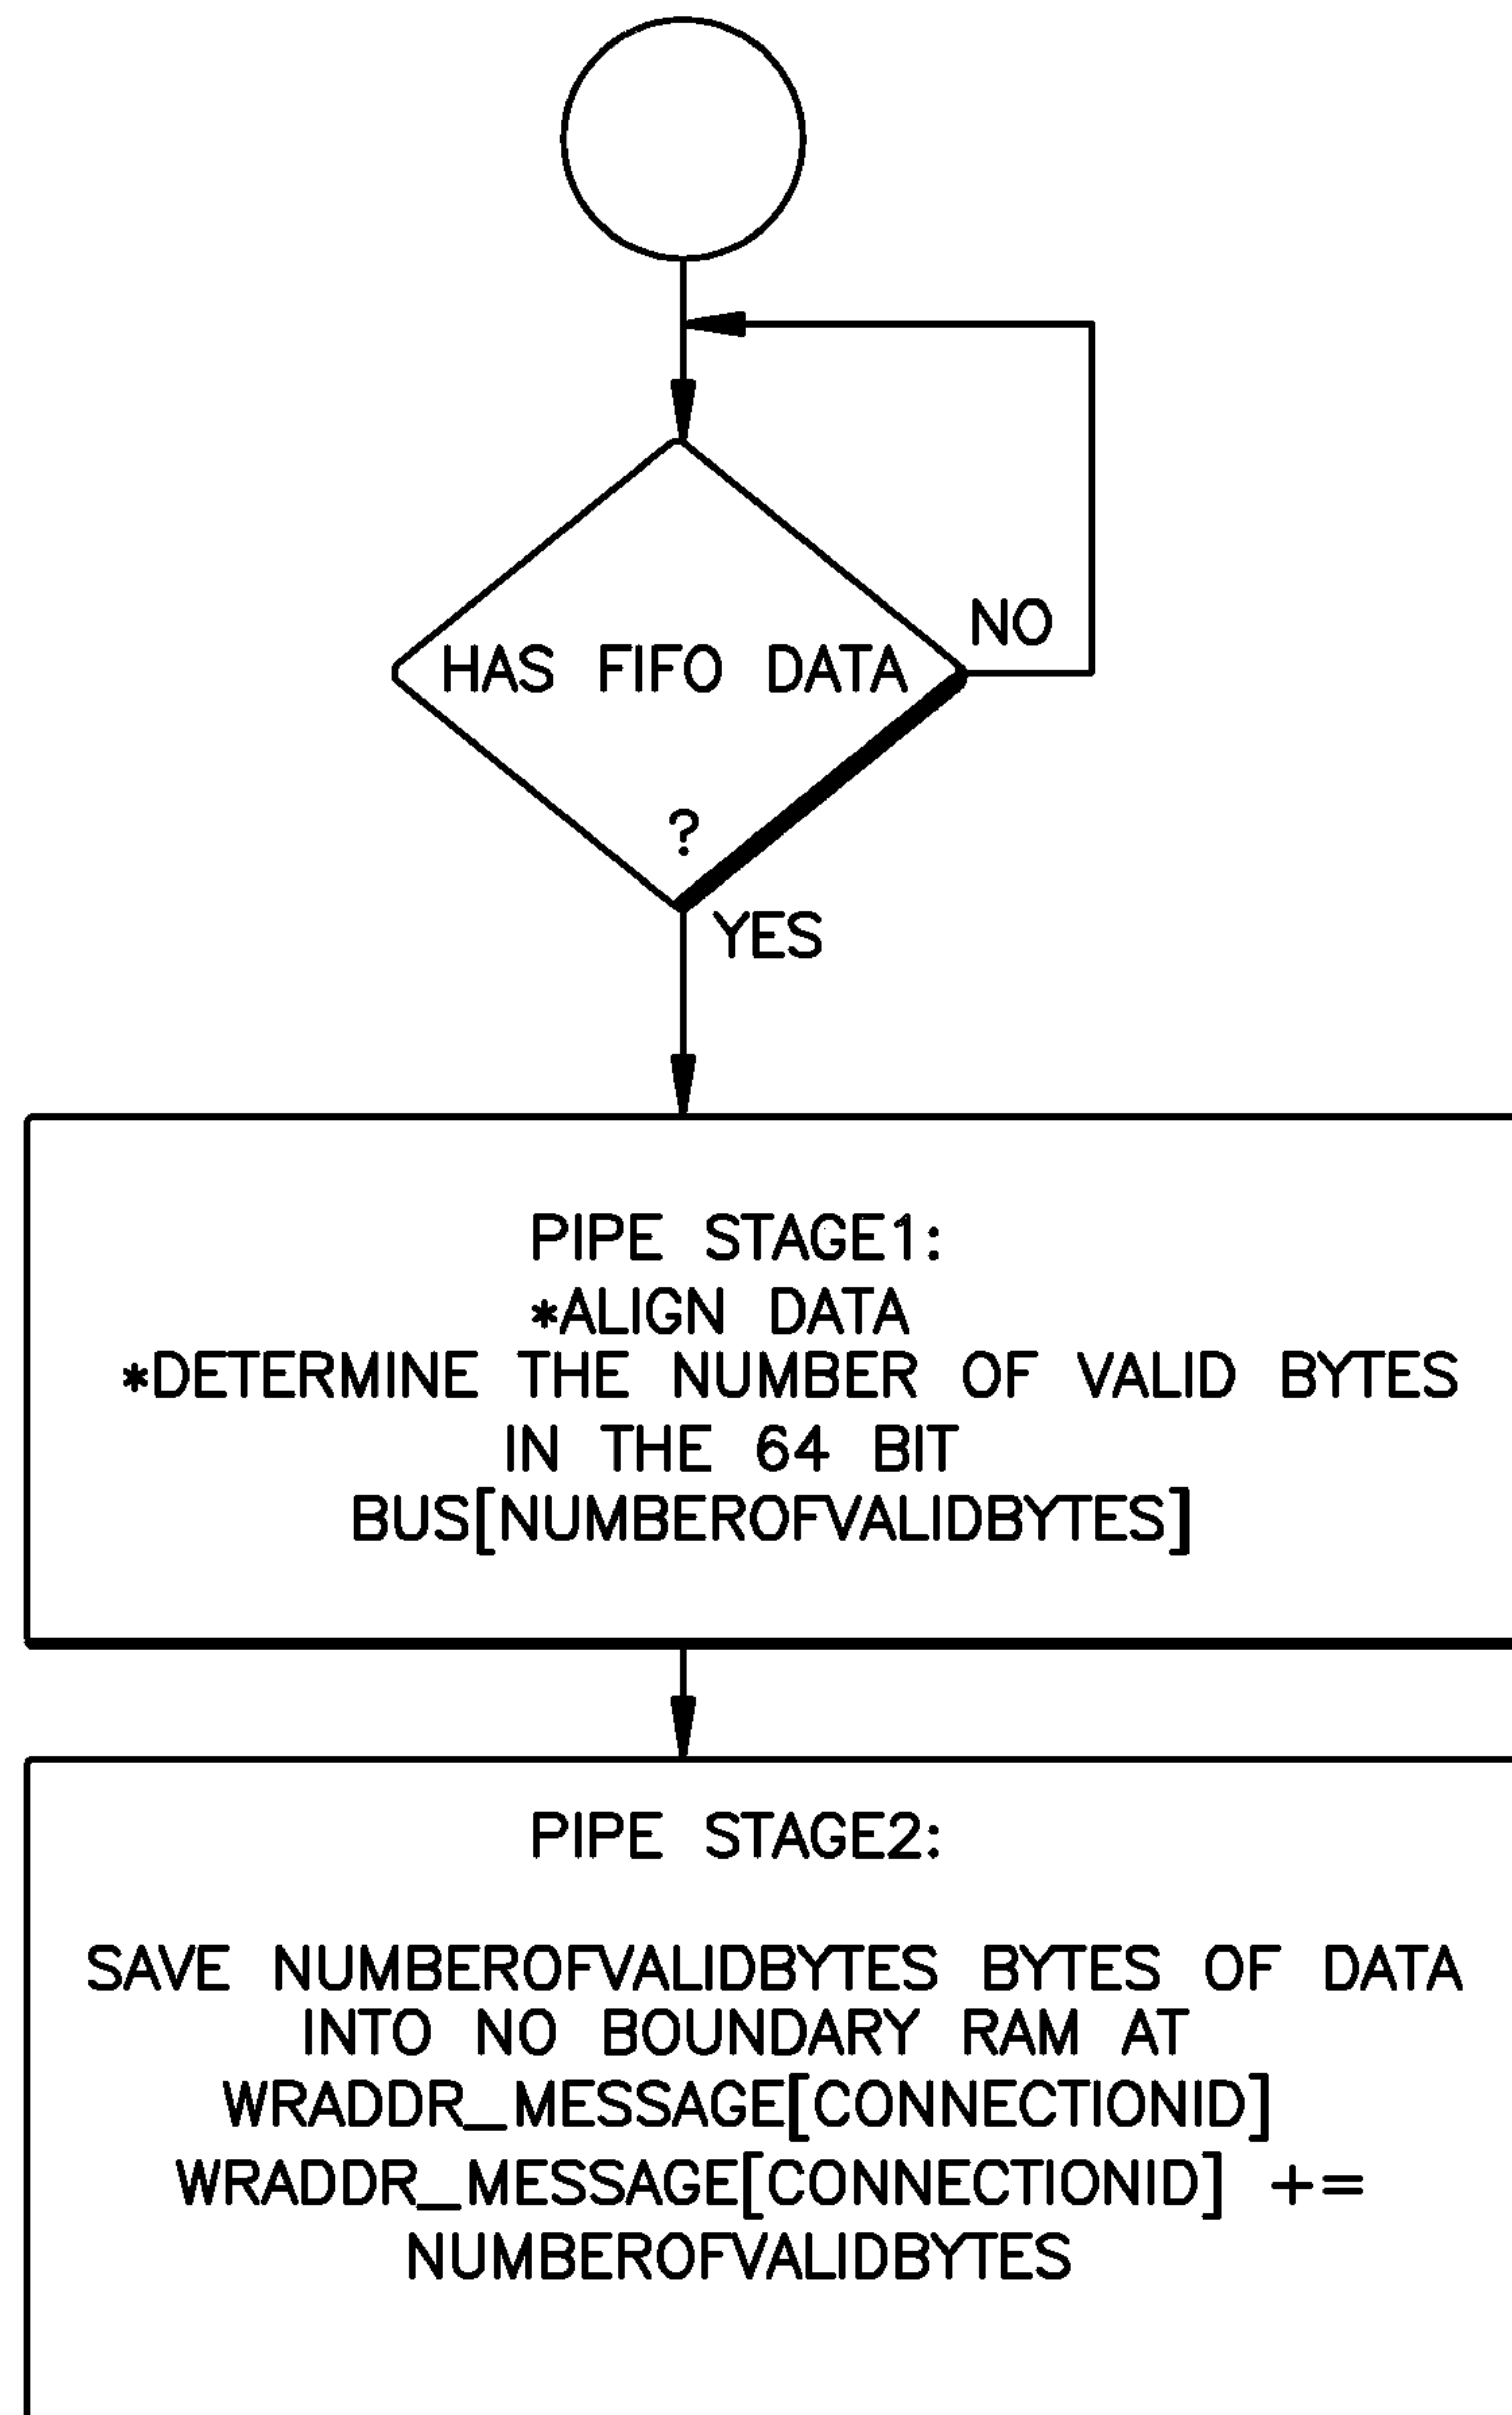 NO
HAS FIFO DATA
?
YES
PIPE STAGE1:
*ALIGN DATA
*DETERMINE THE NUMBER OF VALID BYTES
IN THE 64 BIT
BUS[NUMBEROFVALIDBYTES]
PIPE STAGE2:
SAVE NUMBEROFVALIDBYTES BYTES OF DATA
INTO NO BOUNDARY RAM AT
WRADDR_MESSAGE[CONNECTIONID]
WRADDR_MESSAGE[CONNECTIONID] +=
NUMBEROFVALIDBYTES